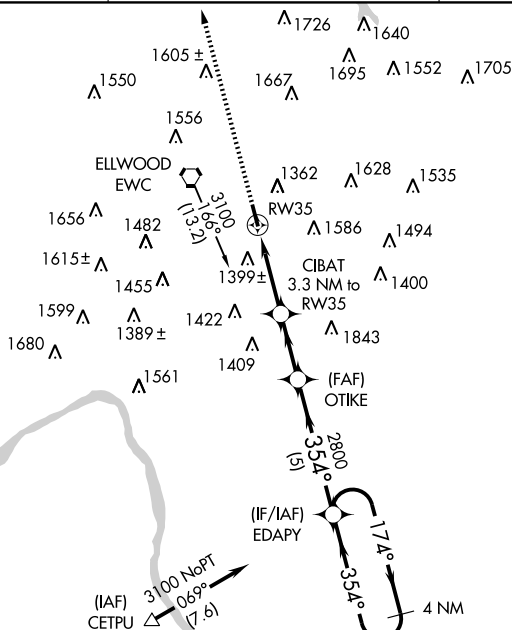 1726
1640
1605 ±
1695
1552
1705
1550
1667
1556
ELLWOOD
EWC
1362
1628
1535
3100
166°
(13.2)
RW35
1656
1482
1586
1494
1615±
1399±
CIBAT
3.3 NM to
RW35
1400
1455
1599
1389±
1422
1843
1680
1409
1561
(FAF)
OTIKE
2800
354°
(5)
(IF/IAF)
EDAPY
174°
354°
4 NM
3100 NoPT
069°
(7.6)
(IAF)
CETPU